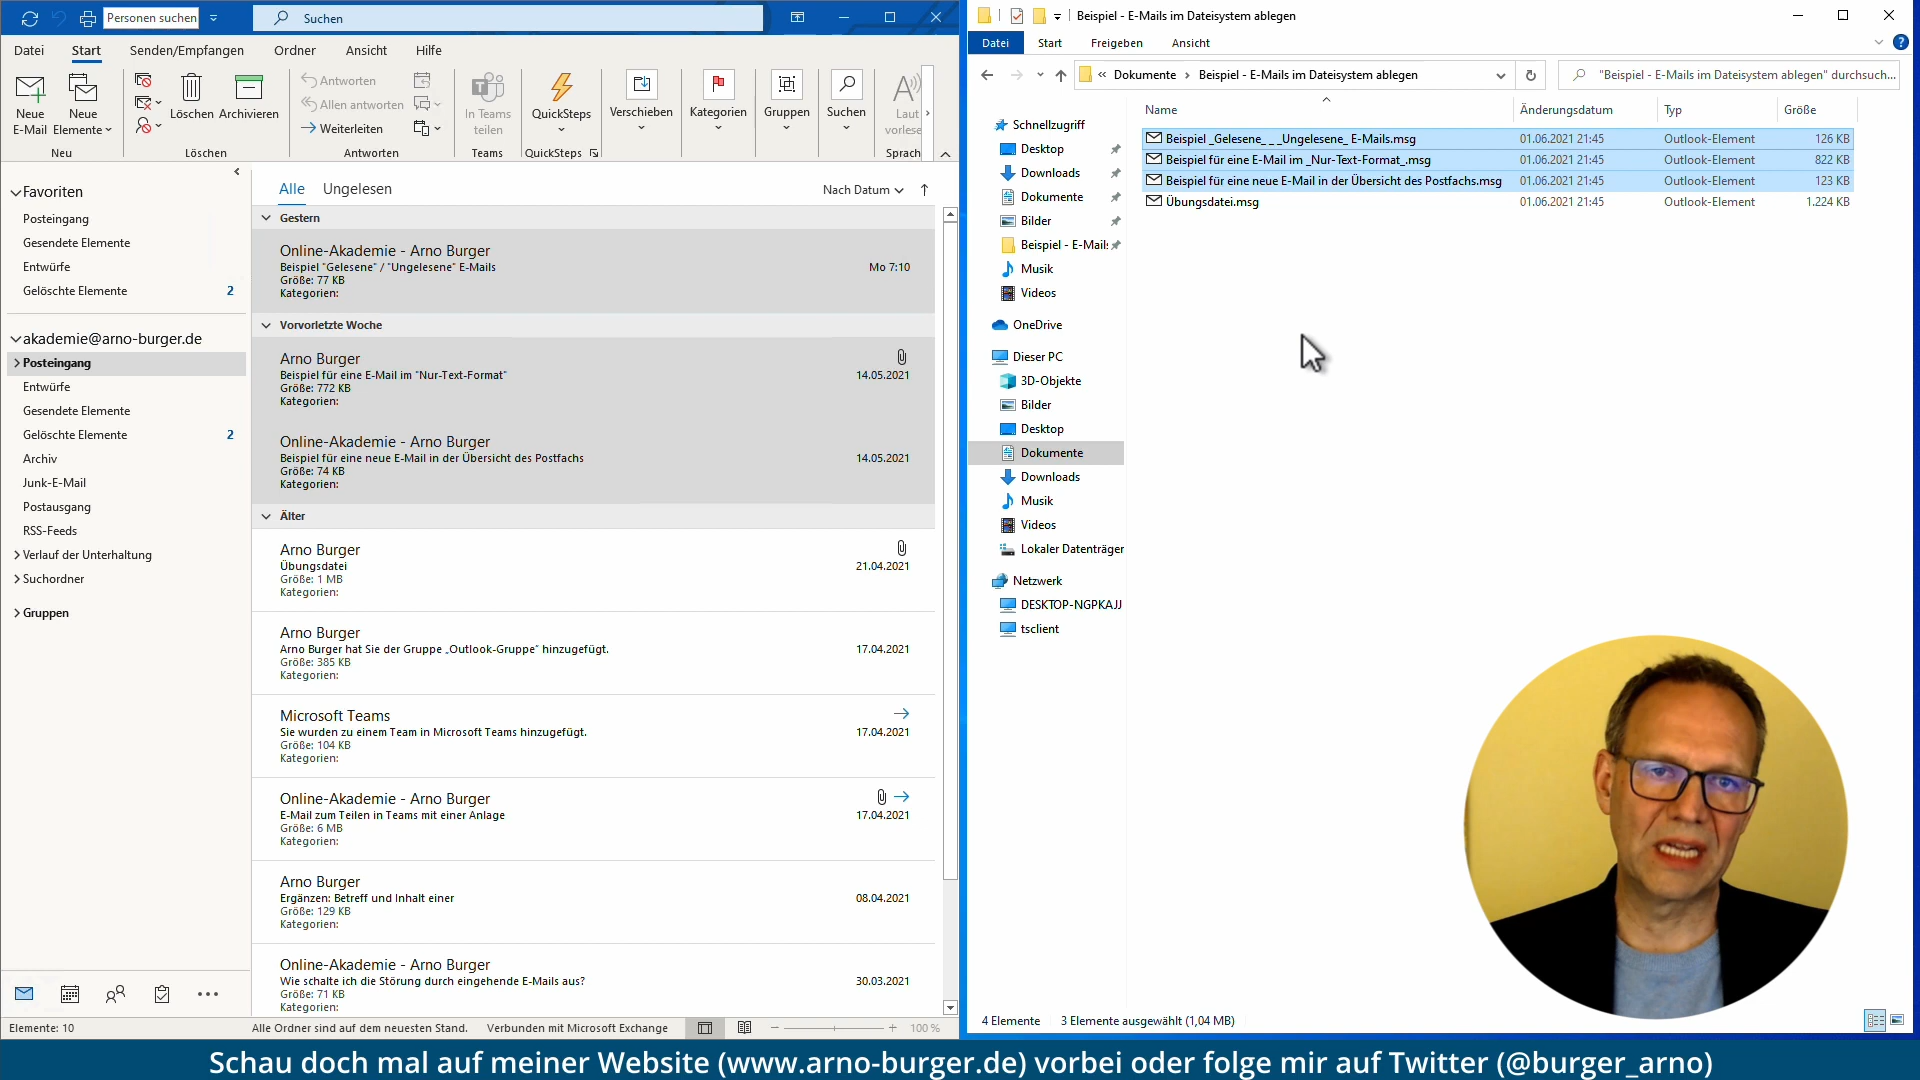 Personen suchen
Suchen
Datei Start Senden/Empfangen Ordner Ansicht Hilfe
Neue E-Mail
Neue Elemente
Löschen
Archivieren
Antworten
Allen antworten
Weiterleiten
In Teams teilen
QuickSteps
Verschieben
Kategorien
Gruppen
Suchen
Laut vorlese
Neu Löschen Antworten Teams QuickSteps Sprach
Favoriten
Posteingang
Gesendete Elemente
Entwürfe
Gelöschte Elemente 2
akademie@arno-burger.de
Posteingang
Entwürfe
Gesendete Elemente
Gelöschte Elemente 2
Archiv
Junk-E-Mail
Postausgang
RSS-Feeds
Verlauf der Unterhaltung
Suchordner
Gruppen
Alle Ungelesen Nach Datum
Gestern
Online-Akademie - Arno Burger
Beispiel "Gelesene" / "Ungelesene" E-Mails Mo 7:10
Größe: 77 KB
Kategorien:
Vorvorletzte Woche
Arno Burger
Beispiel für eine E-Mail im "Nur-Text-Format" 14.05.2021
Größe: 772 KB
Kategorien:
Online-Akademie - Arno Burger
Beispiel für eine neue E-Mail in der Übersicht des Postfachs 14.05.2021
Größe: 74 KB
Kategorien:
Älter
Arno Burger
Übungsdatei 21.04.2021
Größe: 1 MB
Kategorien:
Arno Burger
Arno Burger hat Sie der Gruppe „Outlook-Gruppe" hinzugefügt. 17.04.2021
Größe: 385 KB
Kategorien:
Microsoft Teams
Sie wurden zu einem Team in Microsoft Teams hinzugefügt. 17.04.2021
Größe: 104 KB
Kategorien:
Online-Akademie - Arno Burger
E-Mail zum Teilen in Teams mit einer Anlage 17.04.2021
Größe: 6 MB
Kategorien:
Arno Burger
Ergänzen: Betreff und Inhalt einer 08.04.2021
Größe: 129 KB
Kategorien:
Online-Akademie - Arno Burger
Wie schalte ich die Störung durch eingehende E-Mails aus? 30.03.2021
Größe: 71 KB
Kategorien:
Elemente: 10 Alle Ordner sind auf dem neuesten Stand. Verbunden mit Microsoft Exchange 100 %
Beispiel - E-Mails im Dateisystem ablegen
Datei Start Freigeben Ansicht
« Dokumente › Beispiel - E-Mails im Dateisystem ablegen
"Beispiel - E-Mails im Dateisystem ablegen" durchsuch...
Name Änderungsdatum Typ Größe
Beispiel _Gelesene_ _ _Ungelesene_ E-Mails.msg 01.06.2021 21:45 Outlook-Element 126 KB
Beispiel für eine E-Mail im _Nur-Text-Format_.msg 01.06.2021 21:45 Outlook-Element 822 KB
Beispiel für eine neue E-Mail in der Übersicht des Postfachs.msg 01.06.2021 21:45 Outlook-Element 123 KB
Übungsdatei.msg 01.06.2021 21:45 Outlook-Element 1.224 KB
Schnellzugriff
Desktop
Downloads
Dokumente
Bilder
Beispiel - E-Mails
Musik
Videos
OneDrive
Dieser PC
3D-Objekte
Bilder
Desktop
Dokumente
Downloads
Musik
Videos
Lokaler Datenträger
Netzwerk
DESKTOP-NGPKAJJ
tsclient
4 Elemente 3 Elemente ausgewählt (1,04 MB)
Schau doch mal auf meiner Website (www.arno-burger.de) vorbei oder folge mir auf Twitter (@burger_arno)